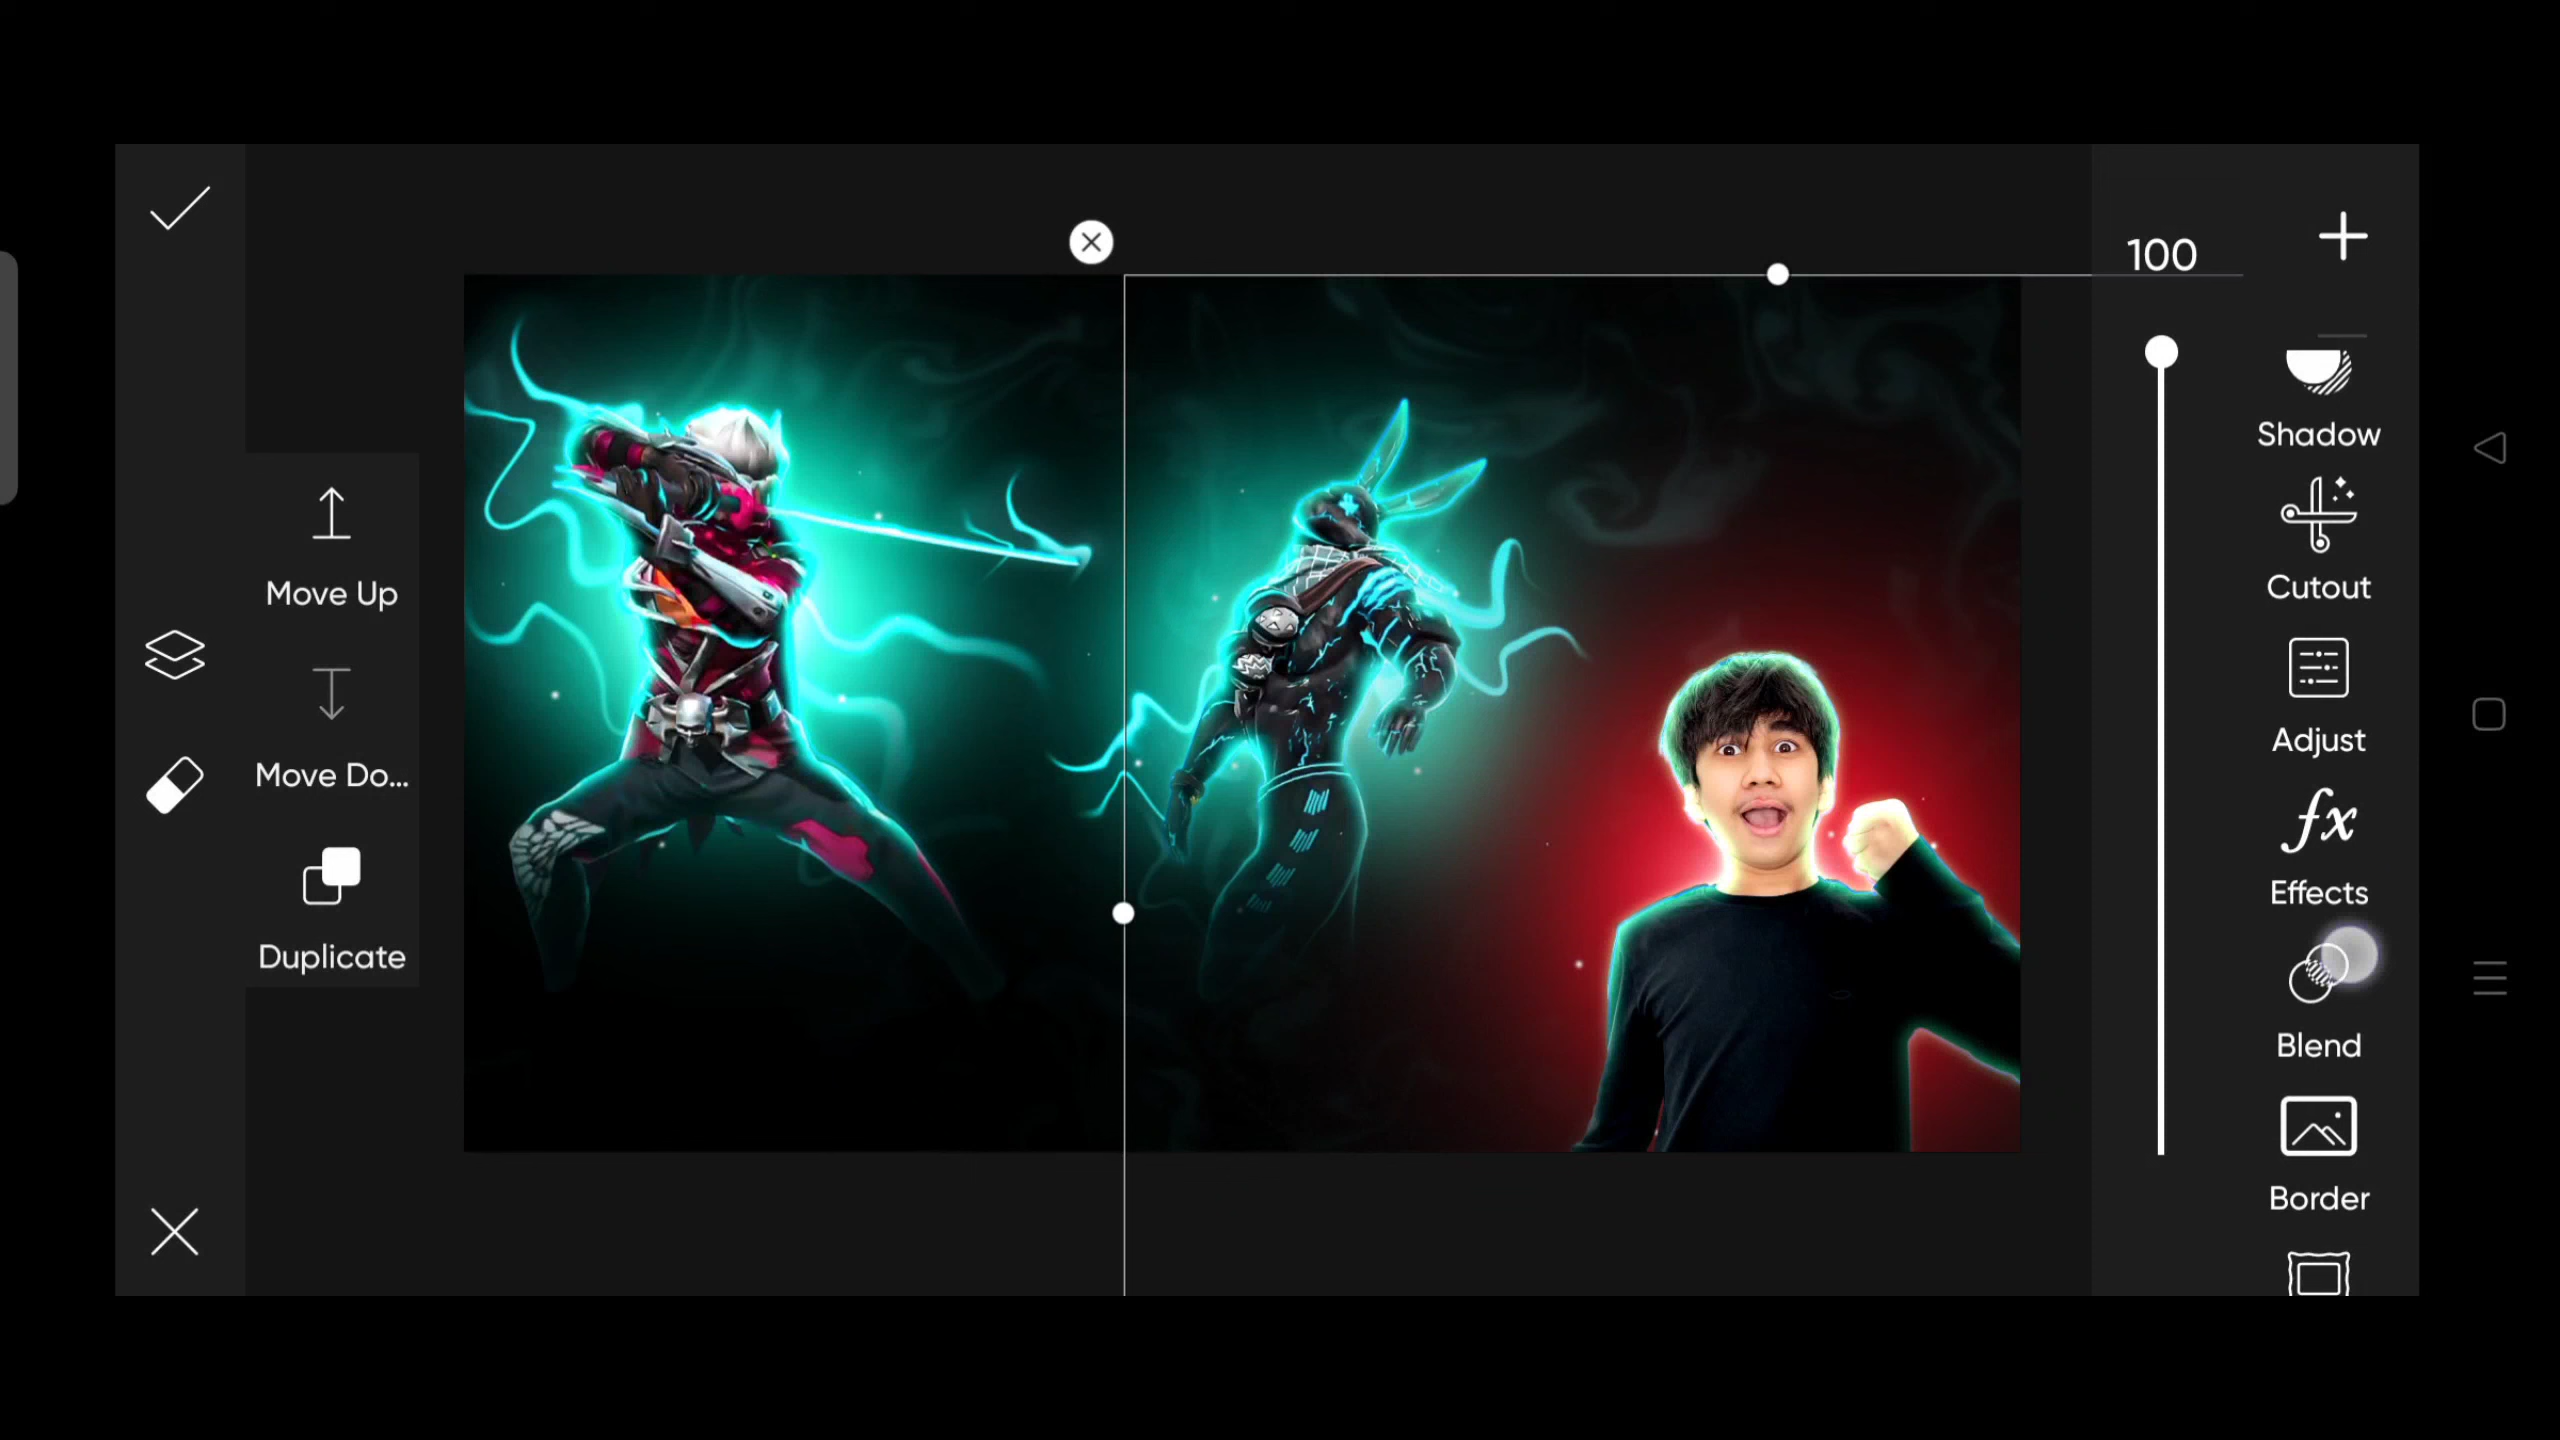 100
Shadow
Cutout
Move Up
Adjust
Move Do...
fx
Effects
Duplicate
Blend
Border